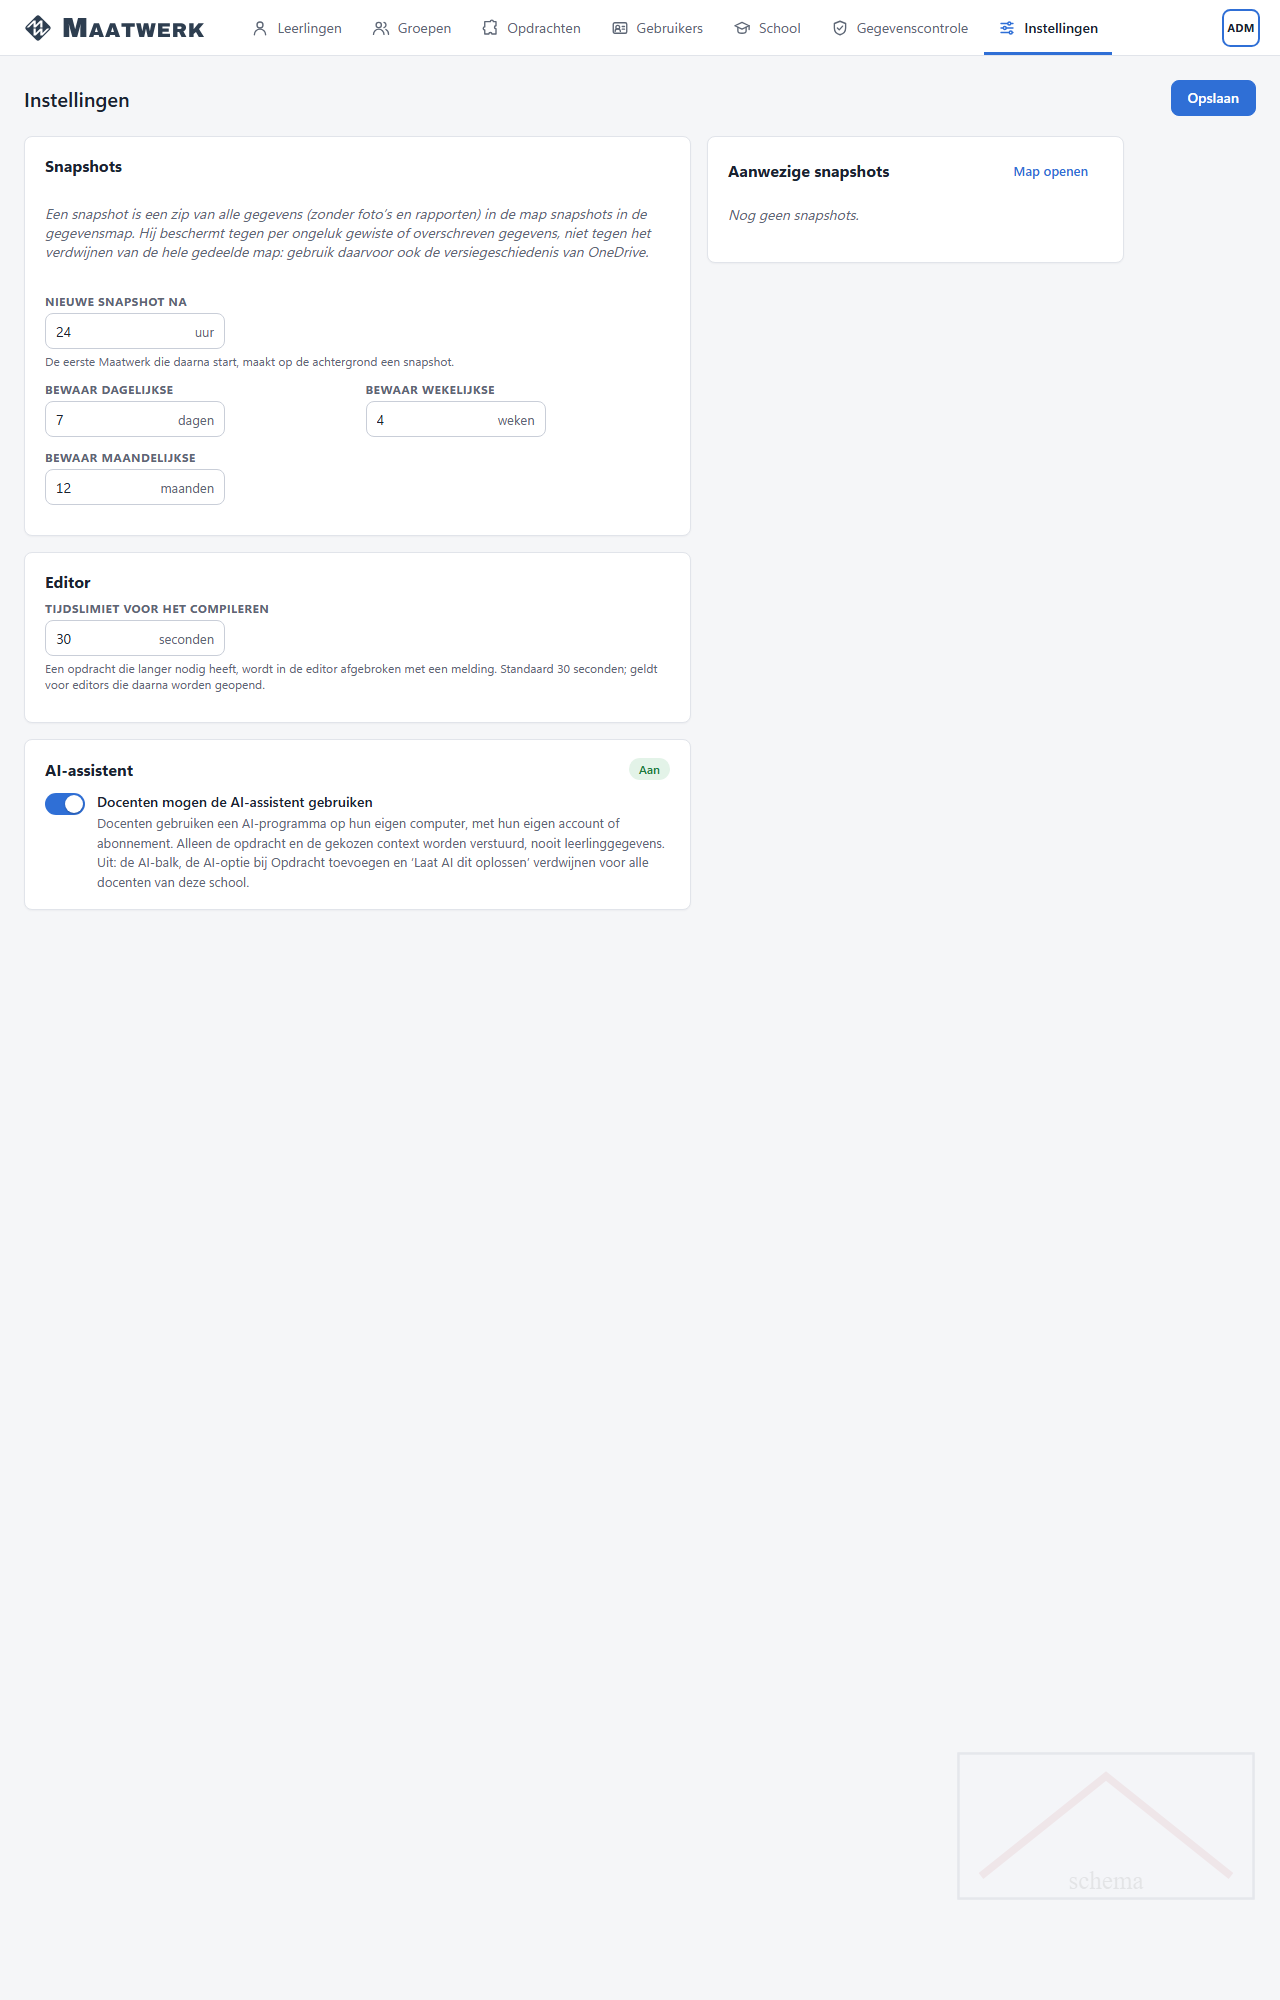 MAATWERK
Leerlingen
Groepen
Opdrachten
Gebruikers
School
Gegevenscontrole
Instellingen
ADM
Instellingen
Opslaan
Snapshots
Een snapshot is een zip van alle gegevens (zonder foto's en rapporten) in de map snapshots in de
gegevensmap. Hij beschermt tegen per ongeluk gewiste of overschreven gegevens, niet tegen het
verdwijnen van de hele gedeelde map: gebruik daarvoor ook de versiegeschiedenis van OneDrive.
NIEUWE SNAPSHOT NA
24 uur
De eerste Maatwerk die daarna start, maakt op de achtergrond een snapshot.
BEWAAR DAGELIJKSE
7 dagen
BEWAAR WEKELIJKSE
4 weken
BEWAAR MAANDELIJKSE
12 maanden
Aanwezige snapshots
Map openen
Nog geen snapshots.
Editor
TIJDSLIMIET VOOR HET COMPILEREN
30 seconden
Een opdracht die langer nodig heeft, wordt in de editor afgebroken met een melding. Standaard 30 seconden; geldt
voor editors die daarna worden geopend.
AI-assistent
Aan
Docenten mogen de AI-assistent gebruiken
Docenten gebruiken een AI-programma op hun eigen computer, met hun eigen account of
abonnement. Alleen de opdracht en de gekozen context worden verstuurd, nooit leerlinggegevens.
Uit: de AI-balk, de AI-optie bij Opdracht toevoegen en 'Laat AI dit oplossen' verdwijnen voor alle
docenten van deze school.
schema